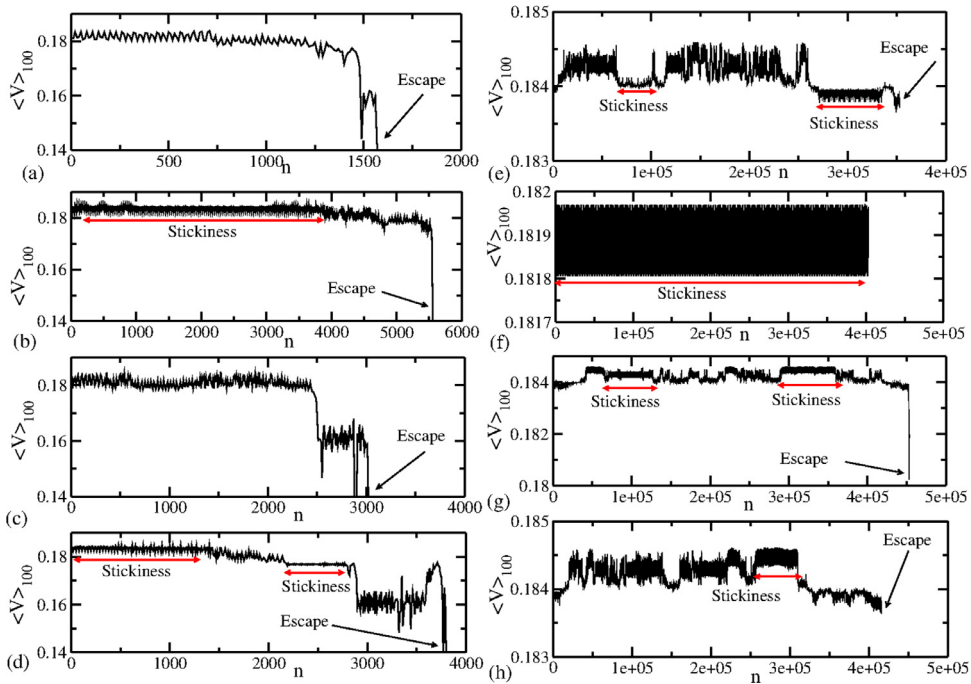 0.18
0.16
0.14
<V>100
Escape
0 500 1000 1500 2000
(a) n
0.18
0.16
0.14
<V>100
Stickiness
Escape
0 1000 2000 3000 4000 5000 6000
(b) n
0.18
0.16
0.14
<V>100
Escape
0 1000 2000 3000 4000
(c) n
0.18
0.16
0.14
<V>100
Stickiness
Stickiness
Escape
0 1000 2000 3000 4000
(d) n
0.185
0.184
0.183
<V>100
Escape
Stickiness
Stickiness
0 1e+05 2e+05 3e+05 4e+05
(e) n
0.182
0.1819
0.1818
0.1817
<V>100
Stickiness
0 1e+05 2e+05 3e+05 4e+05 5e+05
(f) n
0.184
0.182
0.18
<V>100
Stickiness
Stickiness
Escape
0 1e+05 2e+05 3e+05 4e+05 5e+05
(g) n
0.185
0.184
0.183
<V>100
Escape
Stickiness
0 1e+05 2e+05 3e+05 4e+05 5e+05
(h) n